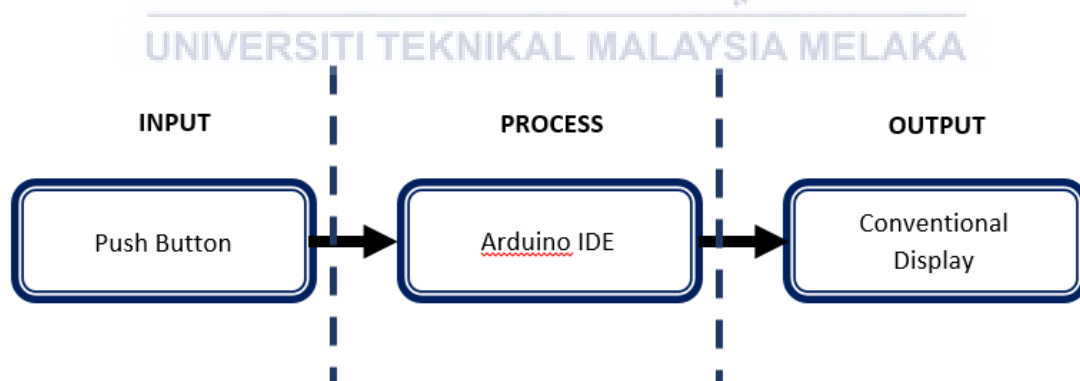 UNIVERSITI TEKNIKAL MALAYSIA MELAKA
INPUT
PROCESS
OUTPUT
Push Button
Arduino IDE
Conventional
Display